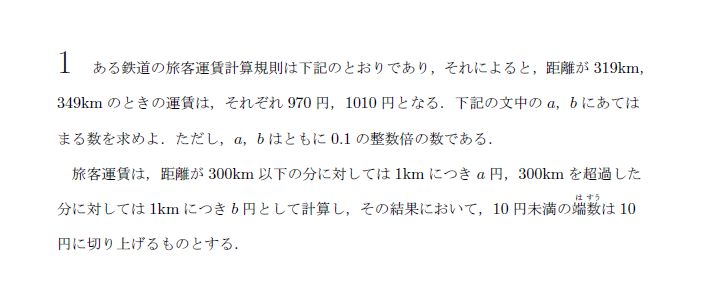 1 ある鉄道の旅客運賃計算規則は下記のとおりであり，それによると，距離が 319km，
349km のときの運賃は，それぞれ 970 円，1010 円となる．下記の文中の a，b にあては
まる数を求めよ．ただし，a，b はともに 0.1 の整数倍の数である．
旅客運賃は，距離が 300km 以下の分に対しては 1km につき a 円，300km を超過した
はすう
分に対しては 1km につき b 円として計算し，その結果において，10 円未満の端数は 10
円に切り上げるものとする．